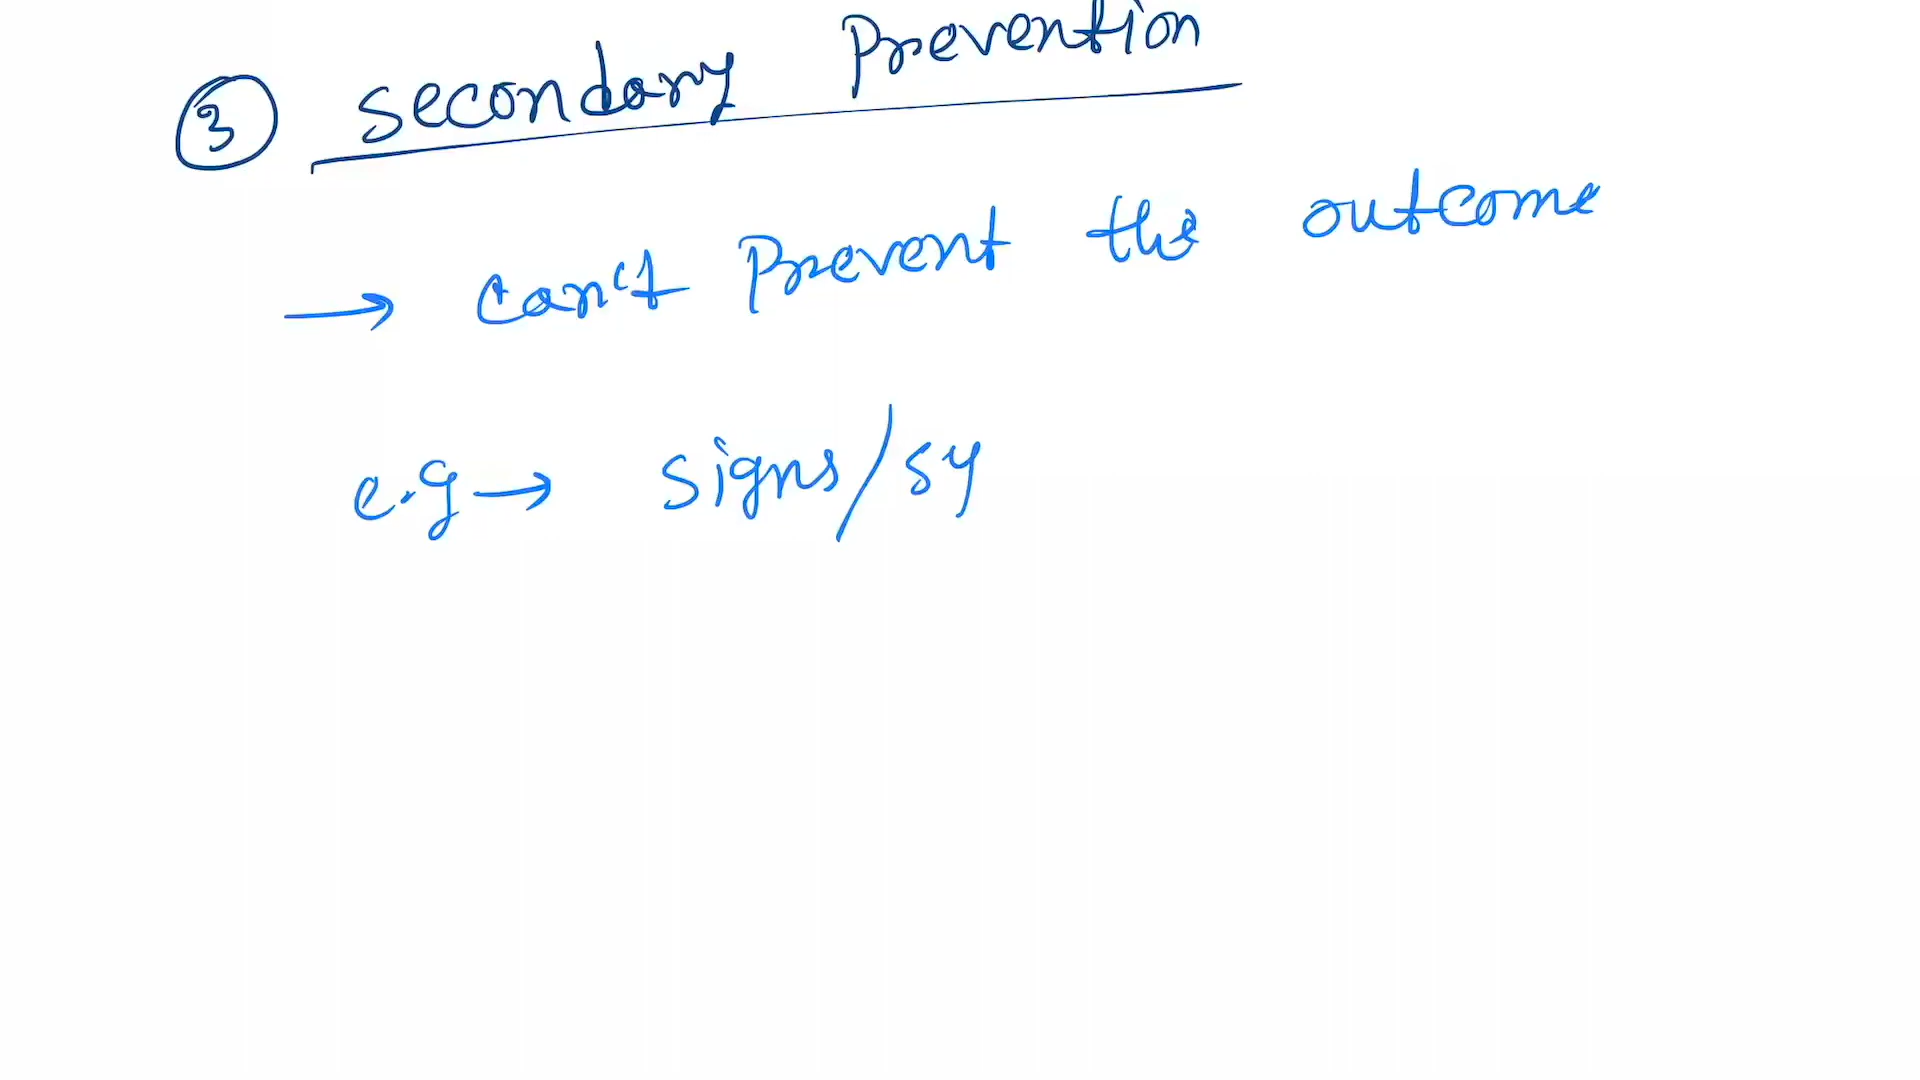 ③ Secondary Prevention
→ Can't Prevent the outcome
e.g → Signs/sy